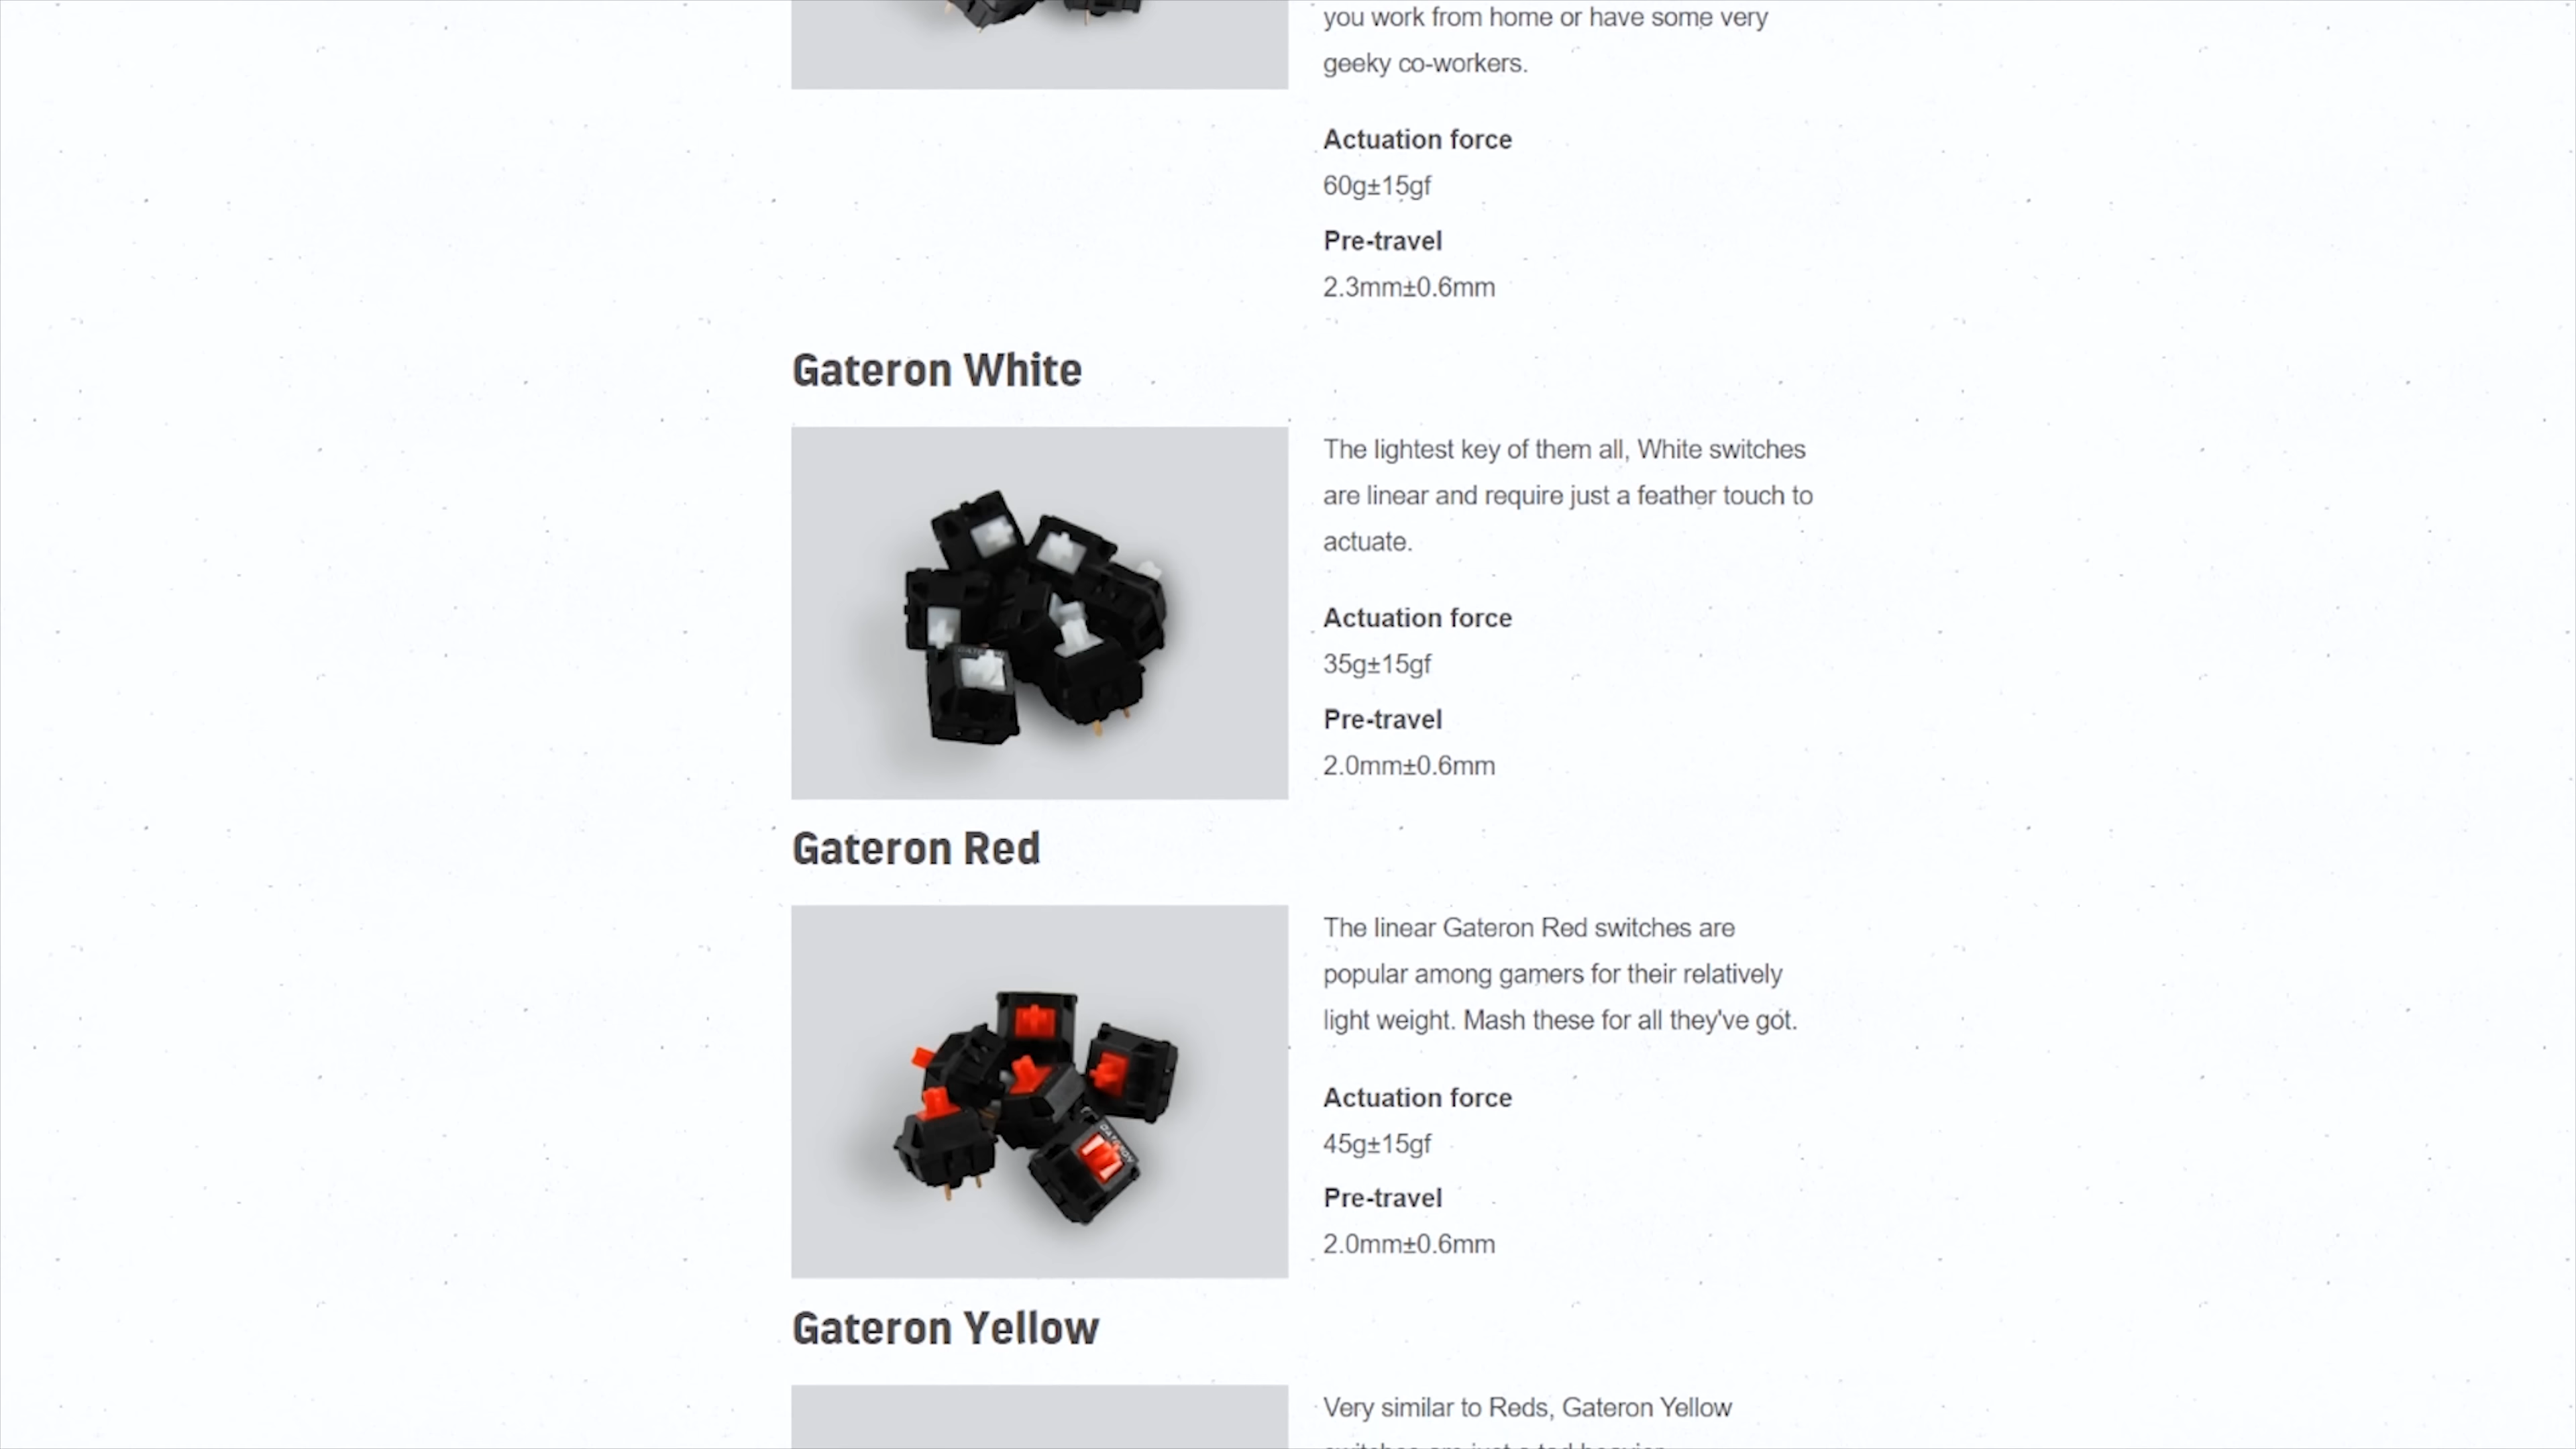 you work from home or have some very
geeky co-workers.
Actuation force
60g±15gf
Pre-travel
2.3mm±0.6mm
Gateron White
The lightest key of them all, White switches
are linear and require just a feather touch to
actuate.
Actuation force
35g±15gf
Pre-travel
2.0mm±0.6mm
Gateron Red
The linear Gateron Red switches are
popular among gamers for their relatively
light weight. Mash these for all they've got.
Actuation force
45g±15gf
Pre-travel
2.0mm±0.6mm
Gateron Yellow
Very similar to Reds, Gateron Yellow